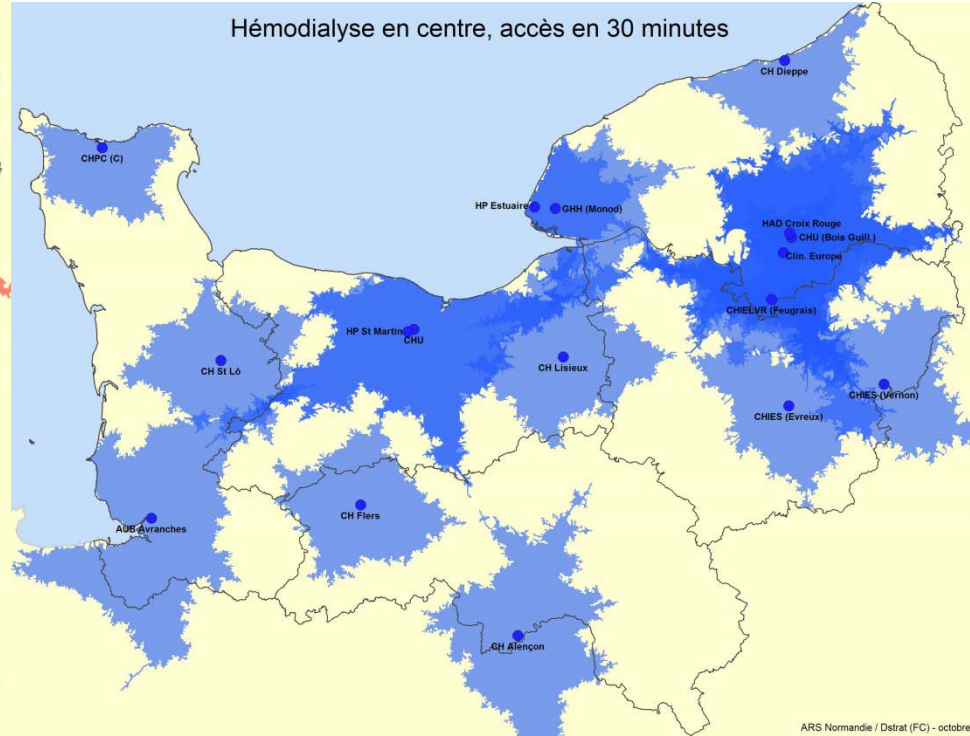 Hémodialyse en centre, accès en 30 minutes
CH Dieppe
CHPC (C)
HP Estuaire
GHH (Monod)
HAD Croix Rouge
CHU (Bois Guill.)
Clin. Europe
CHIELVR (Feugrais)
HP St Martin
CHU
CH St Lô
CH Lisieux
CHIES (Vernon)
CHIES (Evreux)
CH Flers
AUB Avranches
CH Alençon
ARS Normandie / Dstrat (FC) - octobre